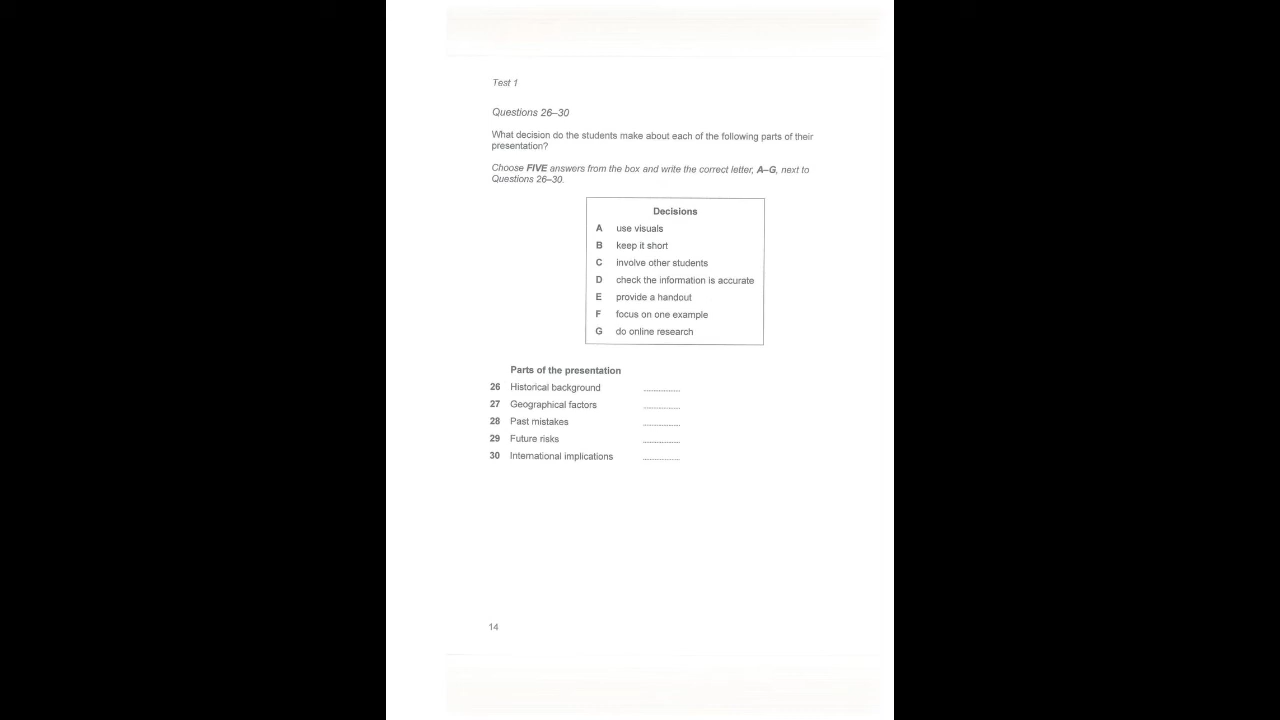 Test 1
Questions 26–30
What decision do the students make about each of the following parts of their
presentation?
Choose FIVE answers from the box and write the correct letter, A–G, next to
Questions 26–30.
Decisions
A use visuals
B keep it short
C involve other students
D check the information is accurate
E provide a handout
F focus on one example
G do online research
Parts of the presentation
26 Historical background ................
27 Geographical factors ................
28 Past mistakes ................
29 Future risks ................
30 International implications ................
14